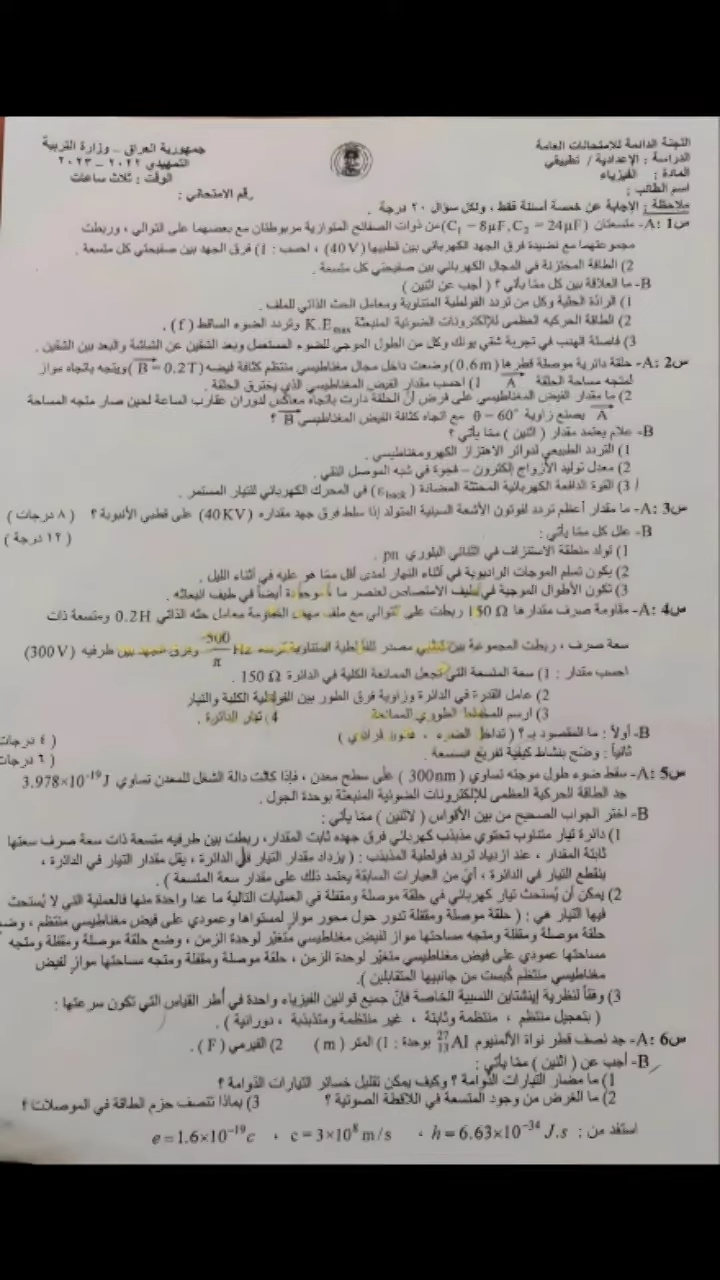 جمهورية العراق - وزارة التربية
التمهيدي ٢٠٢٢ - ٢٠٢٣
الوقت : ثلاث ساعات
رقم الامتحاني :
اللجنة الدائمة للامتحانات العامة
الدراسة : الإعدادية / تطبيقي
المادة : الفيزياء
اسم الطالب :
ملاحظة : الإجابة عن خمسة أسئلة فقط ، ولكل سؤال ٢٠ درجة .
س1 : A- متسعتان (C₁ = 8μF, C₂ = 24μF) من ذوات الصفائح المتوازية مربوطتان مع بعضهما على التوالي ، وربطت
مجموعتهما مع نضيدة فرق الجهد الكهربائي بين قطبيها (40V) ، احسب : 1) فرق الجهد بين صفيحتي كل متسعة .
2) الطاقة المختزنة في المجال الكهربائي بين صفيحتي كل متسعة .
B- ما العلاقة بين كل ممّا يأتي ؟ ( أجب عن اثنين )
1) الرادة الحثية وكل من تردد الفولطية المتناوبة ومعامل الحث الذاتي للملف .
2) الطاقة الحركيه العظمى للإلكترونات الضوئية المنبعثة K.Eₘₐₓ وتردد الضوء الساقط ( f ) .
3) فاصلة الهدب في تجربة شقي يونك وكل من الطول الموجي للضوء المستعمل وبعد الشقين عن الشاشة والبعد بين الشقين .
س2 : A- حلقة دائرية موصلة قطرها (0.6m) وضعت داخل مجال مغناطيسي منتظم كثافة فيضه (B = 0.2T) ويتجه باتجاه مواز
لمتجه مساحة الحلقة A 1) احسب مقدار الفيض المغناطيسي الذي يخترق الحلقة .
2) ما مقدار الفيض المغناطيسي على فرض أنّ الحلقة دارت باتجاه معاكس لدوران عقارب الساعة لحين صار متجه المساحة
A يصنع زاوية θ = 60° مع اتجاه كثافة الفيض المغناطيسي B ؟
B- علام يعتمد مقدار ( اثنين ) ممّا يأتي ؟
1) التردد الطبيعي لدوائر الاهتزاز الكهرومغناطيسي .
2) معدل توليد الأزواج إلكترون - فجوة في شبه الموصل النقي .
3) القوة الدافعة الكهربائية المحتثة المضادة (εback) في المحرك الكهربائي للتيار المستمر .
س3 : A- ما مقدار أعظم تردد لفوتون الأشعة السينية المتولد إذا سلط فرق جهد مقداره (40KV) على قطبي الأنبوبة ؟ ( ٨ درجات )
B- علل كل ممّا يأتي : ( ١٢ درجة )
1) تولد منطقة الاستنزاف في الثنائي البلوري pn .
2) يكون تسلم الموجات الراديوية في أثناء النهار لمدى أقل ممّا هو عليه في أثناء الليل .
3) تكون الأطوال الموجية في طيف الامتصاص لعنصر ما موجودة أيضاً في طيف انبعاثه .
س4 : A- مقاومة صرف مقدارها 150 Ω ربطت على التوالي مع ملف مهمل المقاومة معامل حثه الذاتي 0.2H ومتسعة ذات
سعة صرف ، ربطت المجموعة بين قطبي مصدر للفولطية المتناوبة تردده 500/π Hz وفرق الجهد بين طرفيه (300V)
احسب مقدار : 1) سعة المتسعة التي تجعل الممانعة الكلية في الدائرة 150 Ω .
2) عامل القدرة في الدائرة وزاوية فرق الطور بين الفولطية الكلية والتيار
3) ارسم المخطط الطوري للممانعة 4) تيار الدائرة .
B- أولاً : ما المقصود بـ ؟ ( تداخل الضوء ، قانون فراداي ) ( ٤ درجات
ثانياً : وضح بنشاط كيفية تفريغ المتسعة . ( ٦ درجات
س5 : A- سقط ضوء طول موجته تساوي ( 300nm ) على سطح معدن ، فإذا كانت دالة الشغل للمعدن تساوي 3.978×10⁻¹⁹ J
جد الطاقة الحركية العظمى للإلكترونات الضوئية المنبعثة بوحدة الجول .
B- اختر الجواب الصحيح من بين الأقواس ( لاثنين ) ممّا يأتي :
1) دائرة تيار متناوب تحتوي مذبذب كهربائي فرق جهده ثابت المقدار ، ربطت بين طرفيه متسعة ذات سعة صرف سعتها
ثابتة المقدار ، عند ازدياد تردد فولطية المذبذب : ( يزداد مقدار التيار في الدائرة ، يقل مقدار التيار في الدائرة ،
ينقطع التيار في الدائرة ، أيّ من العبارات السابقة يعتمد ذلك على مقدار سعة المتسعة ) .
2) يمكن أن يُستحث تيار كهربائي في حلقة موصلة ومقفلة في العمليات التالية ما عدا واحدة منها فالعملية التي لا يُستحث
فيها التيار هي : ( حلقة موصلة ومقفلة تدور حول محور مواز لمستواها وعمودي على فيض مغناطيسي منتظم ، وضع
حلقة موصلة ومقفلة ومتجه مساحتها مواز لفيض مغناطيسي متغيّر لوحدة الزمن ، وضع حلقة موصلة ومقفلة ومتجه
مساحتها عمودي على فيض مغناطيسي متغيّر لوحدة الزمن ، حلقة موصلة ومقفلة ومتجه مساحتها مواز لفيض
مغناطيسي منتظم كُبست من جانبيها المتقابلين ) .
3) وفقاً لنظرية إينشتاين النسبية الخاصة فإنّ جميع قوانين الفيزياء واحدة في أُطر القياس التي تكون سرعتها :
( بتعجيل منتظم ، منتظمة وثابتة ، غير منتظمة ومتذبذبة ، دورانية ) .
س6 : A- جد نصف قطر نواة الألمنيوم ²⁷₁₃Al بوحدة : 1) المتر ( m ) 2) الفيرمي ( F ) .
B- أجب عن ( اثنين ) ممّا يأتي :
1) ما مضار التيارات الدوامة ؟ وكيف يمكن تقليل خسائر التيارات الدوامة ؟
2) ما الغرض من وجود المتسعة في اللاقطة الصوتية ؟ 3) بماذا تتصف حزم الطاقة في الموصلات ؟
استفد من : h = 6.63×10⁻³⁴ J.s ، c = 3×10⁸ m/s ، e = 1.6×10⁻¹⁹ c